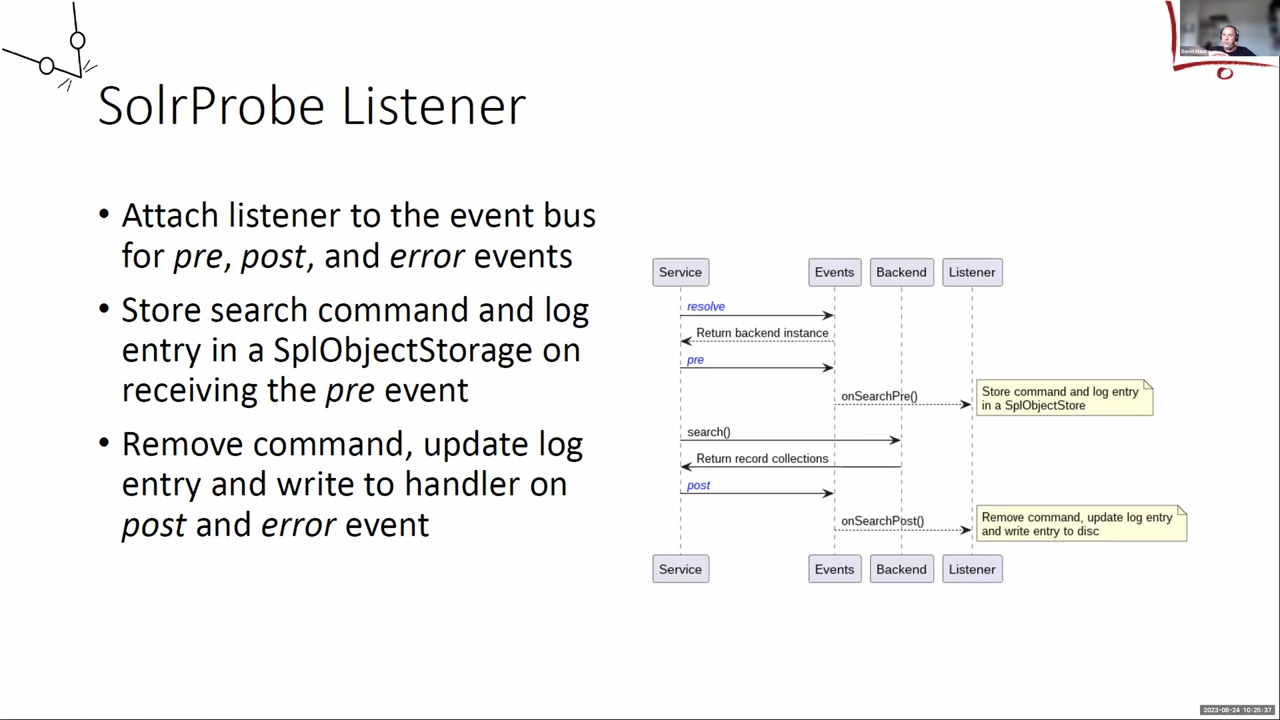 David Maus
SolrProbe Listener
• Attach listener to the event bus
for pre, post, and error events
• Store search command and log
entry in a SplObjectStorage on
receiving the pre event
• Remove command, update log
entry and write to handler on
post and error event
Service Events Backend Listener
resolve
Return backend instance
pre
onSearchPre()
Store command and log entry
in a SplObjectStore
search()
Return record collections
post
onSearchPost()
Remove command, update log entry
and write entry to disc
Service Events Backend Listener
2023-08-24 10:25:37